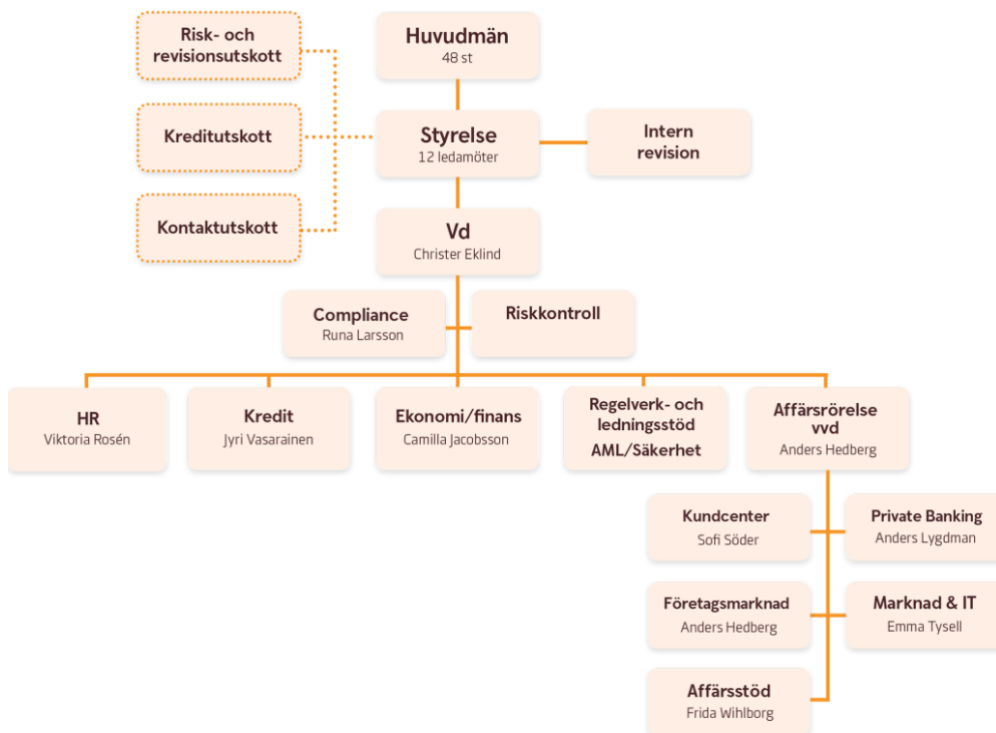 Risk- och
revisionsutskott
Huvudmän
48 st
Kreditutskott
Styrelse
12 ledamöter
Intern
revision
Kontaktutskott
Vd
Christer Eklind
Compliance
Runa Larsson
Riskkontroll
HR
Viktoria Rosén
Kredit
Jyri Vasarainen
Ekonomi/finans
Camilla Jacobsson
Regelverk- och
ledningsstöd
AML/Säkerhet
Affärsrörelse
vvd
Anders Hedberg
Kundcenter
Sofi Söder
Private Banking
Anders Lygdman
Företagsmarknad
Anders Hedberg
Marknad & IT
Emma Tysell
Affärsstöd
Frida Wihlborg